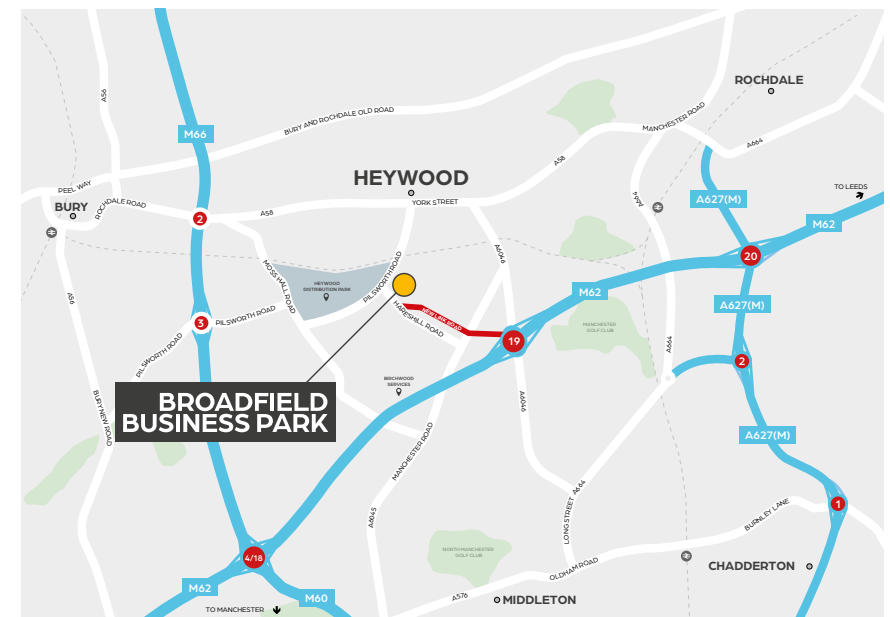 ROCHDALE
A56
BURY AND ROCHDALE OLD ROAD
MANCHESTER ROAD
M66
A664
A58
HEYWOOD
PEEL WAY
TO LEEDS
A664
A627(M)
BURY
ROCHDALE ROAD
YORK STREET
2
A58
M62
A6046
20
MOSS HALL ROAD
PILSWORTH ROAD
HEYWOOD
DISTRIBUTION PARK
M62
A56
A627(M)
PILSWORTH ROAD
HARESHILL ROAD
NEW LINK ROAD
3
19
MANCHESTER
GOLF CLUB
PILSWORTH ROAD
A664
2
BIRCHWOOD
SERVICES
BROADFIELD
BUSINESS PARK
A6046
BURY NEW ROAD
A627(M)
MANCHESTER ROAD
A664
1
A6045
LONG STREET
BURNLEY LANE
NORTH MANCHESTER
GOLF CLUB
4/18
OLDHAM ROAD
CHADDERTON
M62
M60
A576
MIDDLETON
TO MANCHESTER